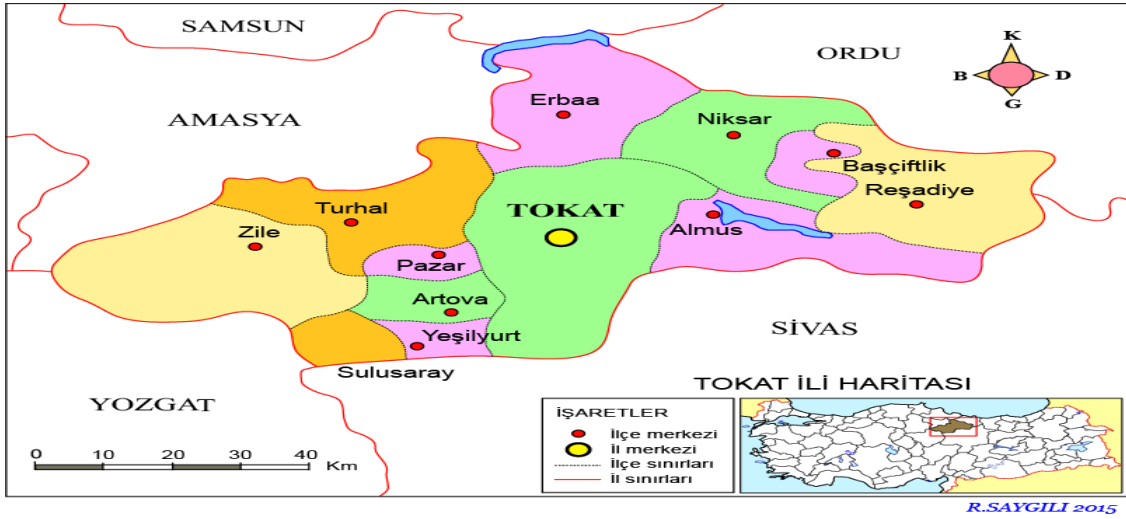 SAMSUN
ORDU
K
B
D
G
AMASYA
Erbaa
Niksar
Başçiftlik
Reşadiye
Turhal
TOKAT
Almus
Zile
Pazar
Artova
Yeşilyurt
SİVAS
Sulusaray
YOZGAT
TOKAT İLİ HARİTASI
İŞARETLER
İlçe merkezi
İl merkezi
İlçe sınırları
İl sınırları
0 10 20 30 40 Km
R.SAYGILI 2015